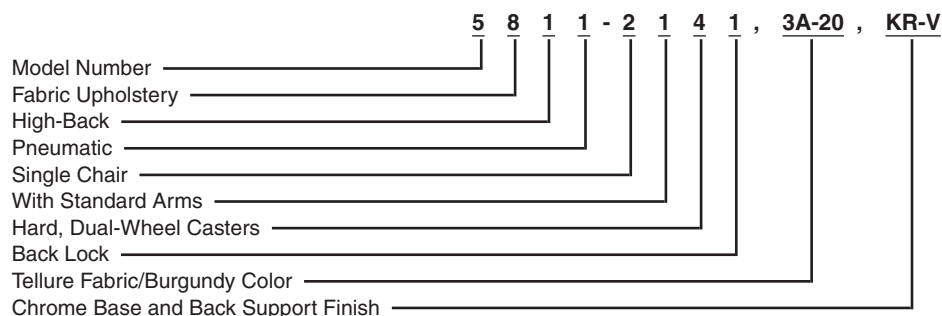 5 8 1 1 - 2 1 4 1 , 3A-20 , KR-V
Model Number
Fabric Upholstery
High-Back
Pneumatic
Single Chair
With Standard Arms
Hard, Dual-Wheel Casters
Back Lock
Tellure Fabric/Burgundy Color
Chrome Base and Back Support Finish